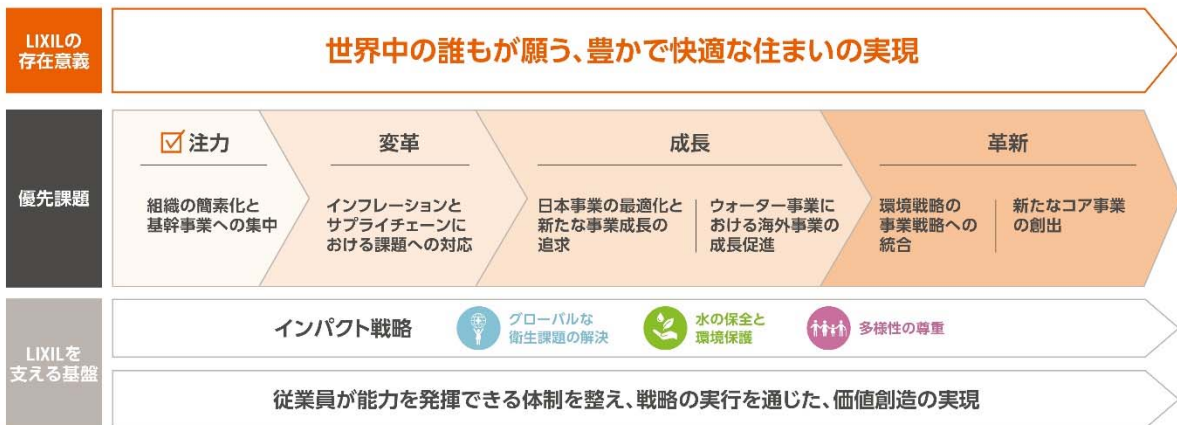 LIXILの
存在意義
世界中の誰もが願う、豊かで快適な住まいの実現
優先課題
注力
組織の簡素化と
基幹事業への集中
変革
インフレーションと
サプライチェーンに
おける課題への対応
成長
日本事業の最適化と
新たな事業成長の
追求
ウォーター事業に
おける海外事業の
成長促進
革新
環境戦略の
事業戦略への
統合
新たなコア事業
の創出
LIXILを
支える基盤
インパクト戦略
グローバルな
衛生課題の解決
水の保全と
環境保護
多様性の尊重
従業員が能力を発揮できる体制を整え、戦略の実行を通じた、価値創造の実現